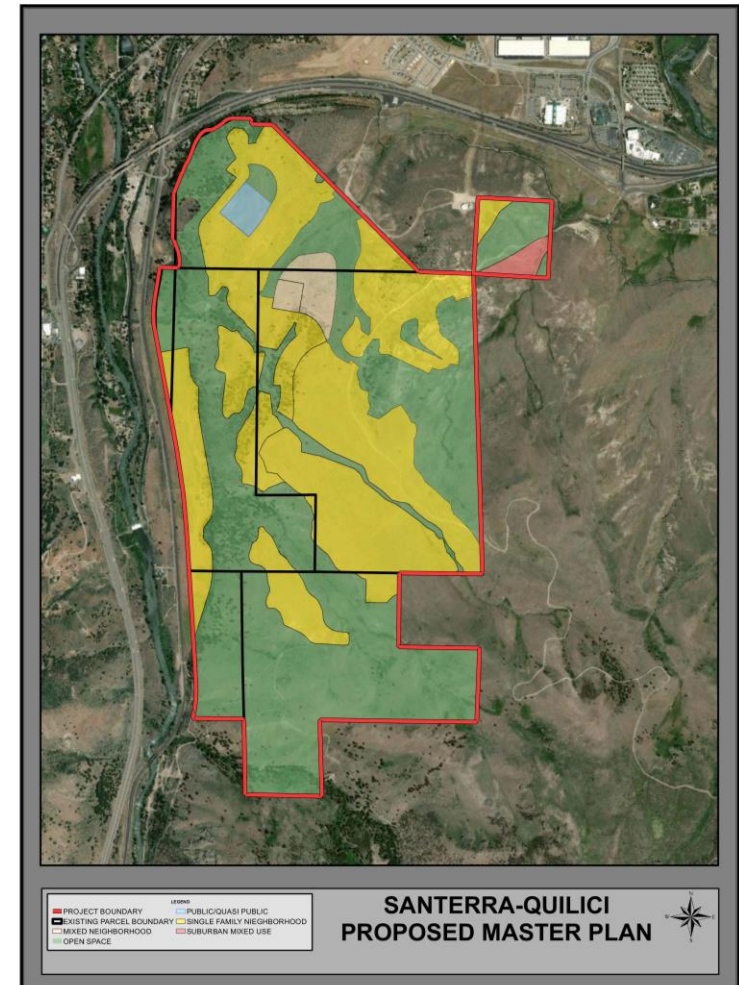 LEGEND
PROJECT BOUNDARY
EXISTING PARCEL BOUNDARY
MIXED NEIGHBORHOOD
OPEN SPACE
PUBLIC/QUASI PUBLIC
SINGLE FAMILY NIEGHBORHOOD
SUBURBAN MIXED USE
SANTERRA-QUILICI
PROPOSED MASTER PLAN
N
W
E
S